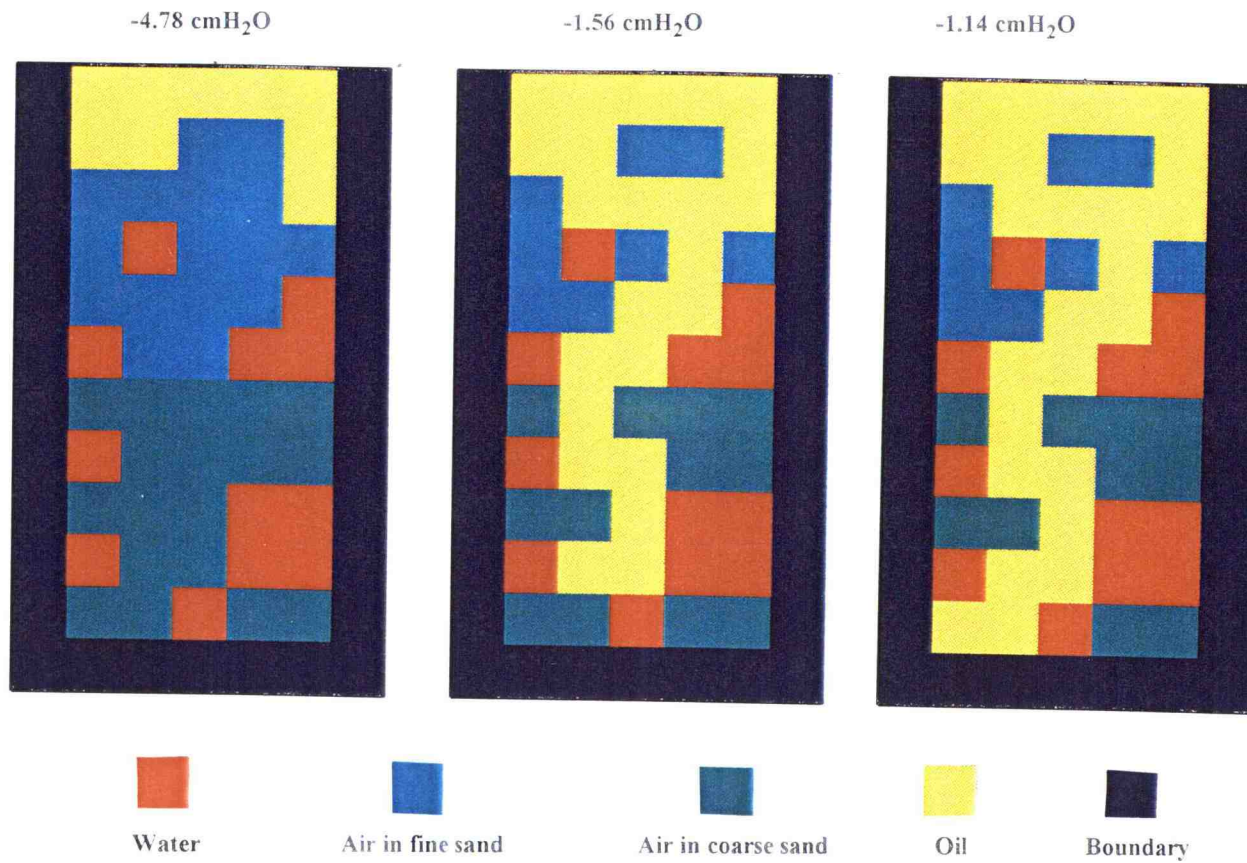 -4.78 cmH₂O
-1.56 cmH₂O
-1.14 cmH₂O
Water
Air in fine sand
Air in coarse sand
Oil
Boundary